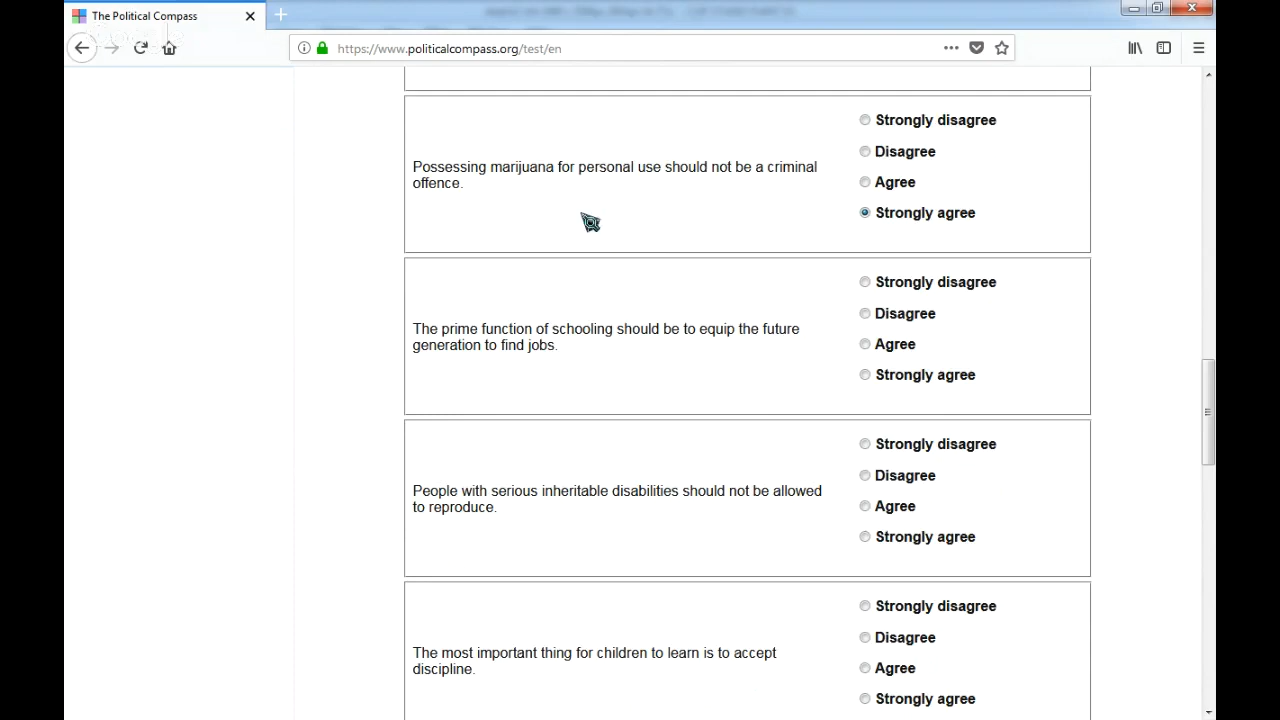 The Political Compass
https://www.politicalcompass.org/test/en
Possessing marijuana for personal use should not be a criminal
offence.
Strongly disagree
Disagree
Agree
Strongly agree
The prime function of schooling should be to equip the future
generation to find jobs.
Strongly disagree
Disagree
Agree
Strongly agree
People with serious inheritable disabilities should not be allowed
to reproduce.
Strongly disagree
Disagree
Agree
Strongly agree
The most important thing for children to learn is to accept
discipline.
Strongly disagree
Disagree
Agree
Strongly agree